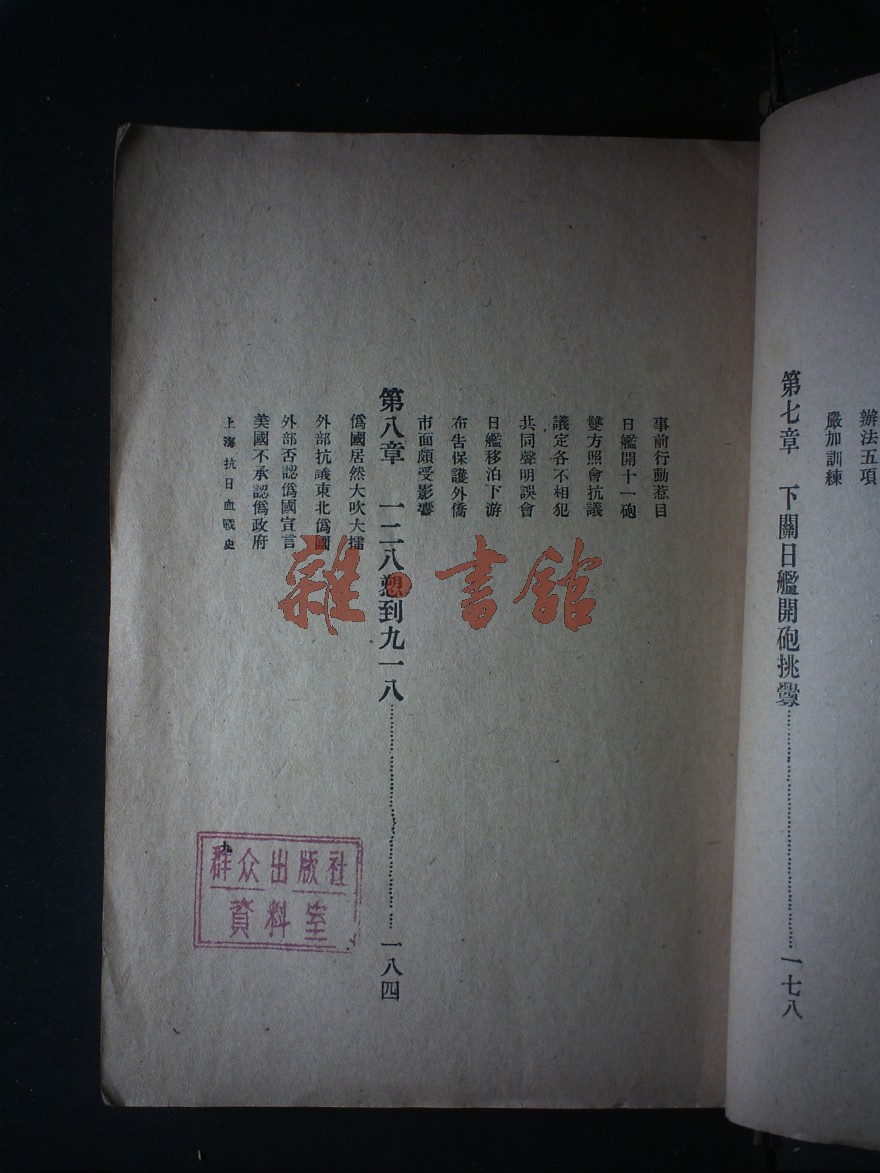 辦法五項
嚴加訓練
第七章　下關日艦開砲挑釁……一七八
事前行動惹目
日艦開十一砲
雙方照會抗議
議定各不相犯
共同聲明誤會
日艦移泊下游
布告保護外僑
市面頗受影響
第八章　一二八想到九一八……一八四
僞國居然大吹大擂
外部抗議東北僞國
外部否認僞國宣言
美國不承認僞政府
上海抗日血戰史
九
雜·書館
群众出版社
資料室